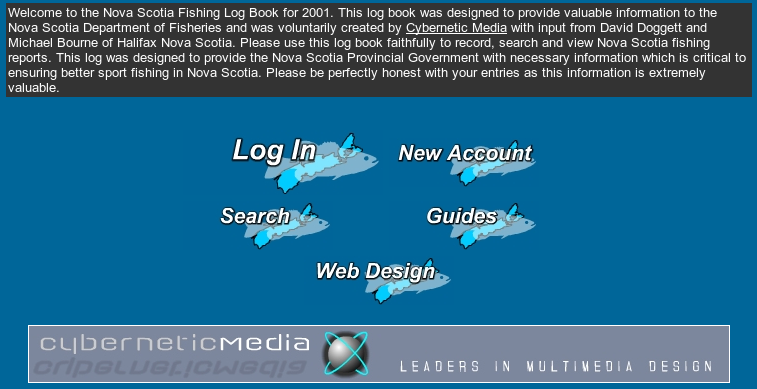 Welcome to the Nova Scotia Fishing Log Book for 2001. This log book was designed to provide valuable information to the
Nova Scotia Department of Fisheries and was voluntarily created by Cybernetic Media with input from David Doggett and
Michael Bourne of Halifax Nova Scotia. Please use this log book faithfully to record, search and view Nova Scotia fishing
reports. This log was designed to provide the Nova Scotia Provincial Government with necessary information which is critical to
ensuring better sport fishing in Nova Scotia. Please be perfectly honest with your entries as this information is extremely
valuable.
Log In
New Account
Search
Guides
Web Design
cyberneticMedia
LEADERS IN MULTIMEDIA DESIGN